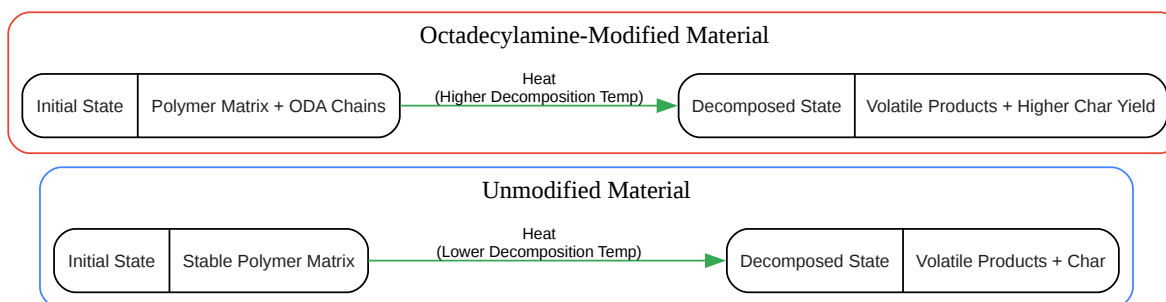 Octadecylamine-Modified Material
Initial State
Polymer Matrix + ODA Chains
Heat
(Higher Decomposition Temp)
Decomposed State
Volatile Products + Higher Char Yield
Unmodified Material
Initial State
Stable Polymer Matrix
Heat
(Lower Decomposition Temp)
Decomposed State
Volatile Products + Char